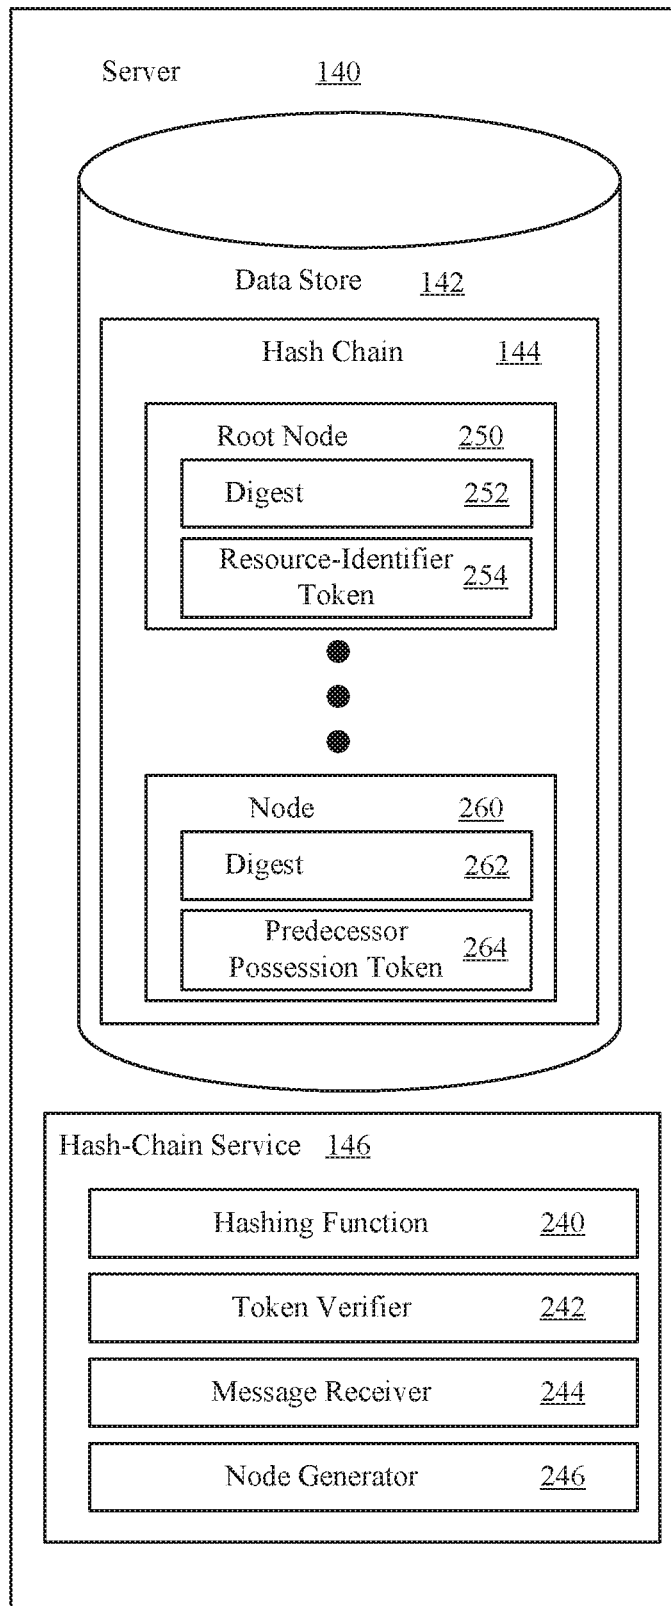 Server 140
Data Store 142
Hash Chain 144
Root Node 250
Digest 252
Resource-Identifier
Token 254
Node 260
Digest 262
Predecessor
Possession Token 264
Hash-Chain Service 146
Hashing Function 240
Token Verifier 242
Message Receiver 244
Node Generator 246